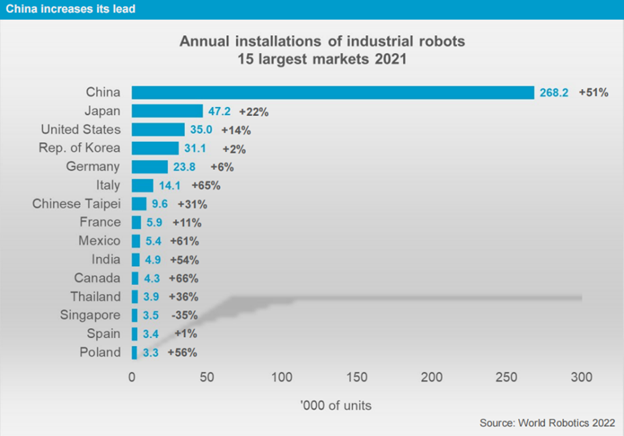 China increases its lead
Annual installations of industrial robots
15 largest markets 2021
China 268.2 +51%
Japan 47.2 +22%
United States 35.0 +14%
Rep. of Korea 31.1 +2%
Germany 23.8 +6%
Italy 14.1 +65%
Chinese Taipei 9.6 +31%
France 5.9 +11%
Mexico 5.4 +61%
India 4.9 +54%
Canada 4.3 +66%
Thailand 3.9 +36%
Singapore 3.5 -35%
Spain 3.4 +1%
Poland 3.3 +56%
0 50 100 150 200 250 300
'000 of units
Source: World Robotics 2022